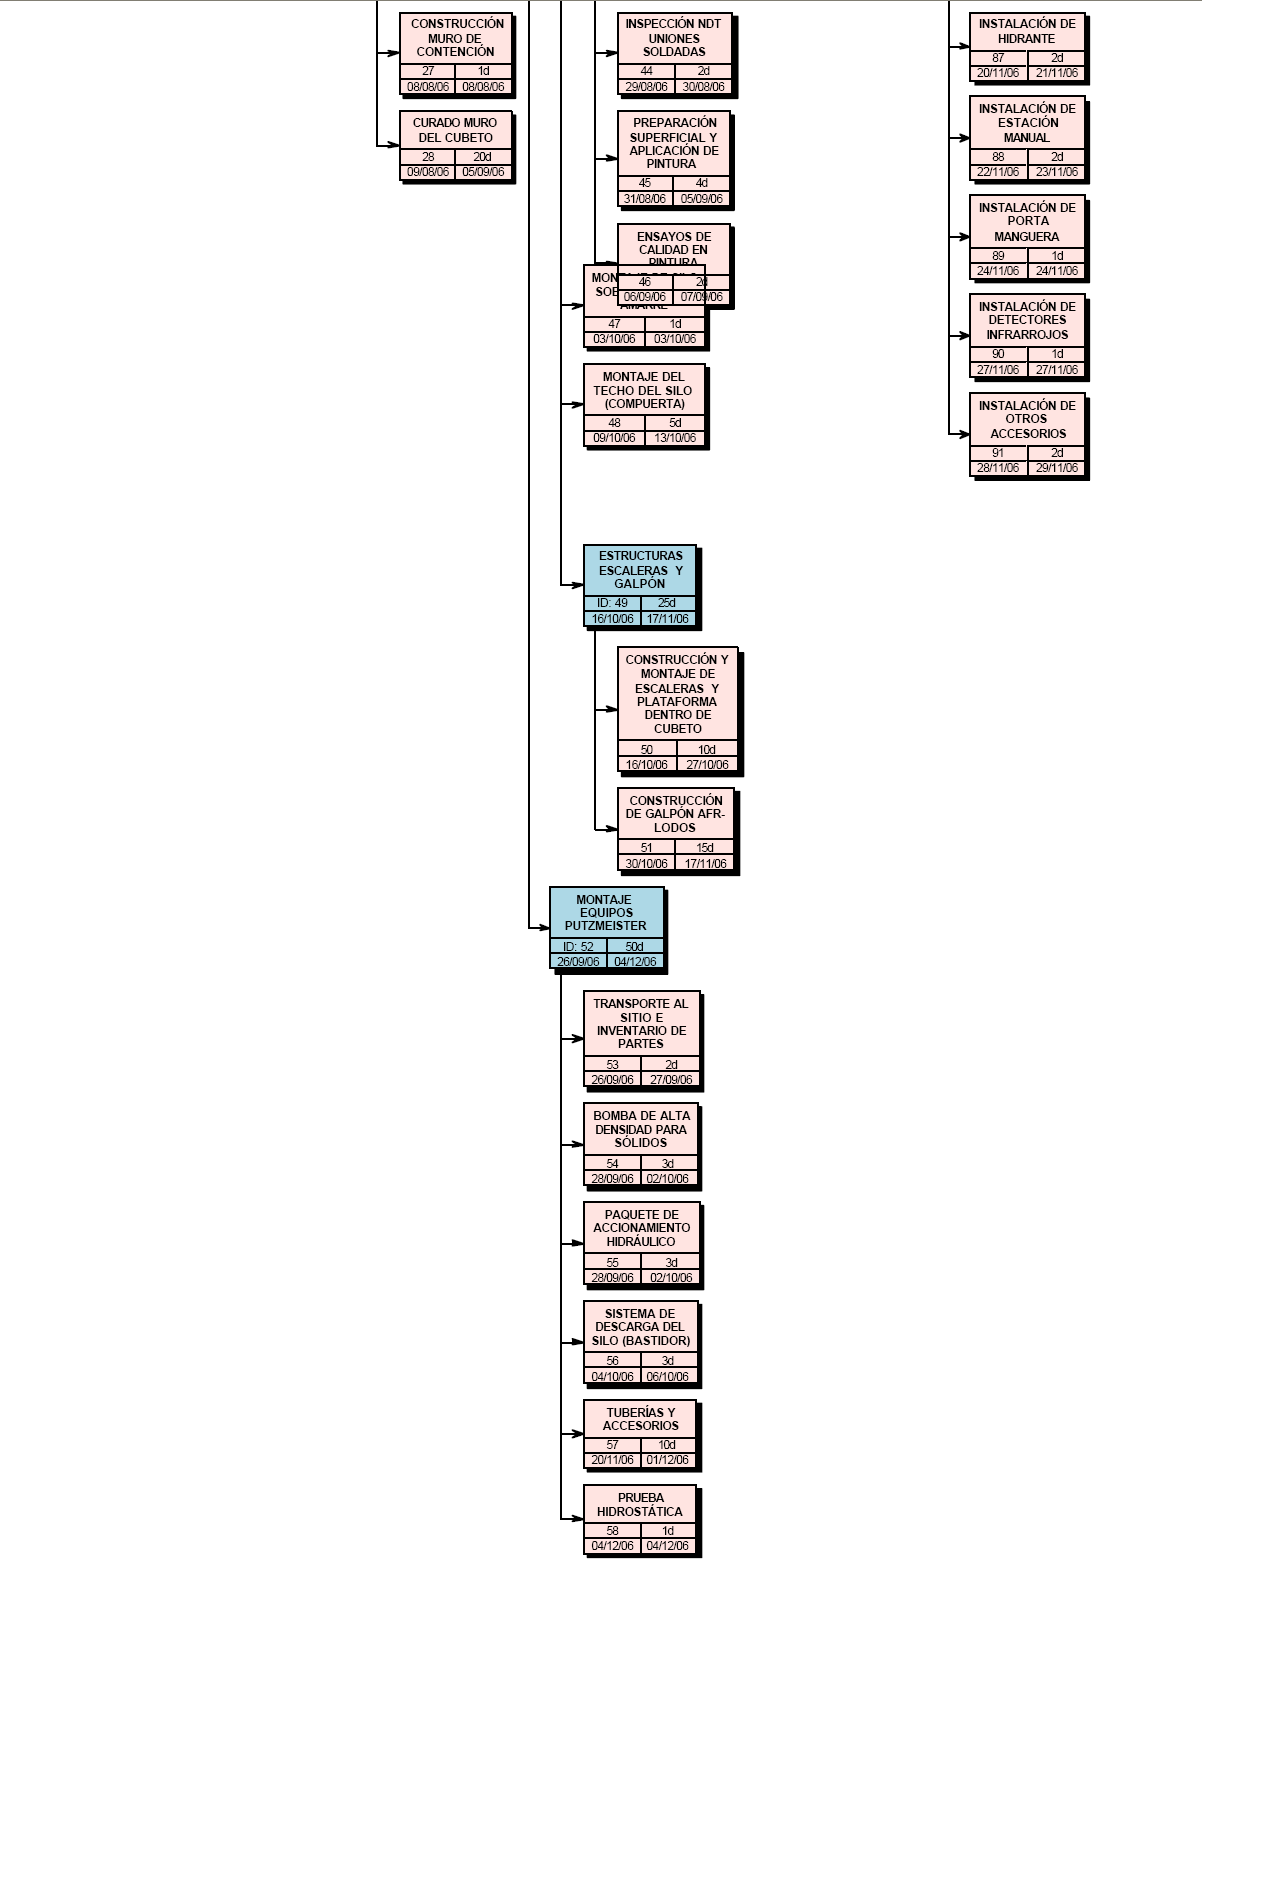 CONSTRUCCIÓN
MURO DE
CONTENCIÓN
27 1d
08/08/06 08/08/06
CURADO MURO
DEL CUBETO
28 20d
09/08/06 05/09/06
INSPECCIÓN NDT
UNIONES
SOLDADAS
44 2d
29/08/06 30/08/06
PREPARACIÓN
SUPERFICIAL Y
APLICACIÓN DE
PINTURA
45 4d
31/08/06 05/09/06
ENSAYOS DE
CALIDAD EN
PINTURA
46 2d
06/09/06 07/09/06
47 1d
03/10/06 03/10/06
MONTAJE DEL
TECHO DEL SILO
(COMPUERTA)
48 5d
09/10/06 13/10/06
ESTRUCTURAS
ESCALERAS Y
GALPÓN
ID: 49 25d
16/10/06 17/11/06
CONSTRUCCIÓN Y
MONTAJE DE
ESCALERAS Y
PLATAFORMA
DENTRO DE
CUBETO
50 10d
16/10/06 27/10/06
CONSTRUCCIÓN
DE GALPÓN AFR-
LODOS
51 15d
30/10/06 17/11/06
MONTAJE
EQUIPOS
PUTZMEISTER
ID: 52 50d
26/09/06 04/12/06
TRANSPORTE AL
SITIO E
INVENTARIO DE
PARTES
53 2d
26/09/06 27/09/06
BOMBA DE ALTA
DENSIDAD PARA
SÓLIDOS
54 3d
28/09/06 02/10/06
PAQUETE DE
ACCIONAMIENTO
HIDRÁULICO
55 3d
28/09/06 02/10/06
SISTEMA DE
DESCARGA DEL
SILO (BASTIDOR)
56 3d
04/10/06 06/10/06
TUBERÍAS Y
ACCESORIOS
57 10d
20/11/06 01/12/06
PRUEBA
HIDROSTÁTICA
58 1d
04/12/06 04/12/06
INSTALACIÓN DE
HIDRANTE
87 2d
20/11/06 21/11/06
INSTALACIÓN DE
ESTACIÓN
MANUAL
88 2d
22/11/06 23/11/06
INSTALACIÓN DE
PORTA
MANGUERA
89 1d
24/11/06 24/11/06
INSTALACIÓN DE
DETECTORES
INFRARROJOS
90 1d
27/11/06 27/11/06
INSTALACIÓN DE
OTROS
ACCESORIOS
91 2d
28/11/06 29/11/06